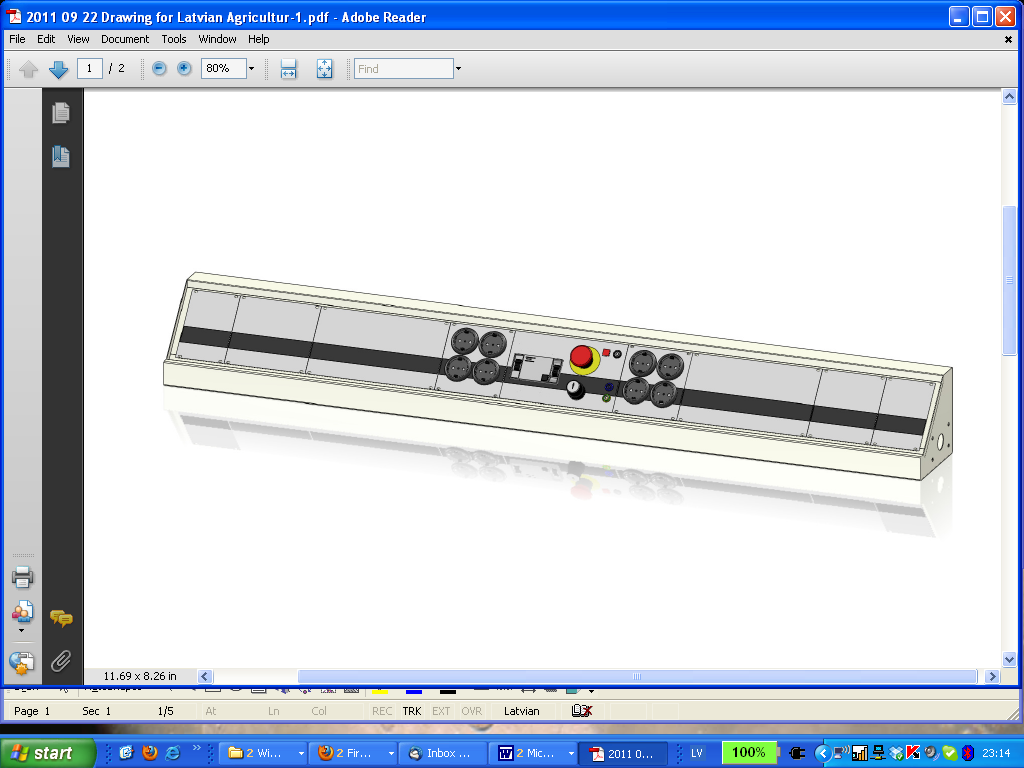 2011 09 22 Drawing for Latvian Agricultur-1.pdf - Adobe Reader
File Edit View Document Tools Window Help
1 / 2 80% Find
11.69 x 8.26 in
Page 1 Sec 1 1/5 At Ln Col REC TRK EXT OVR Latvian
start 2 Wi... 2 Fir... Inbox ... 2 Mic... 2011 0... LV 100% 23:14